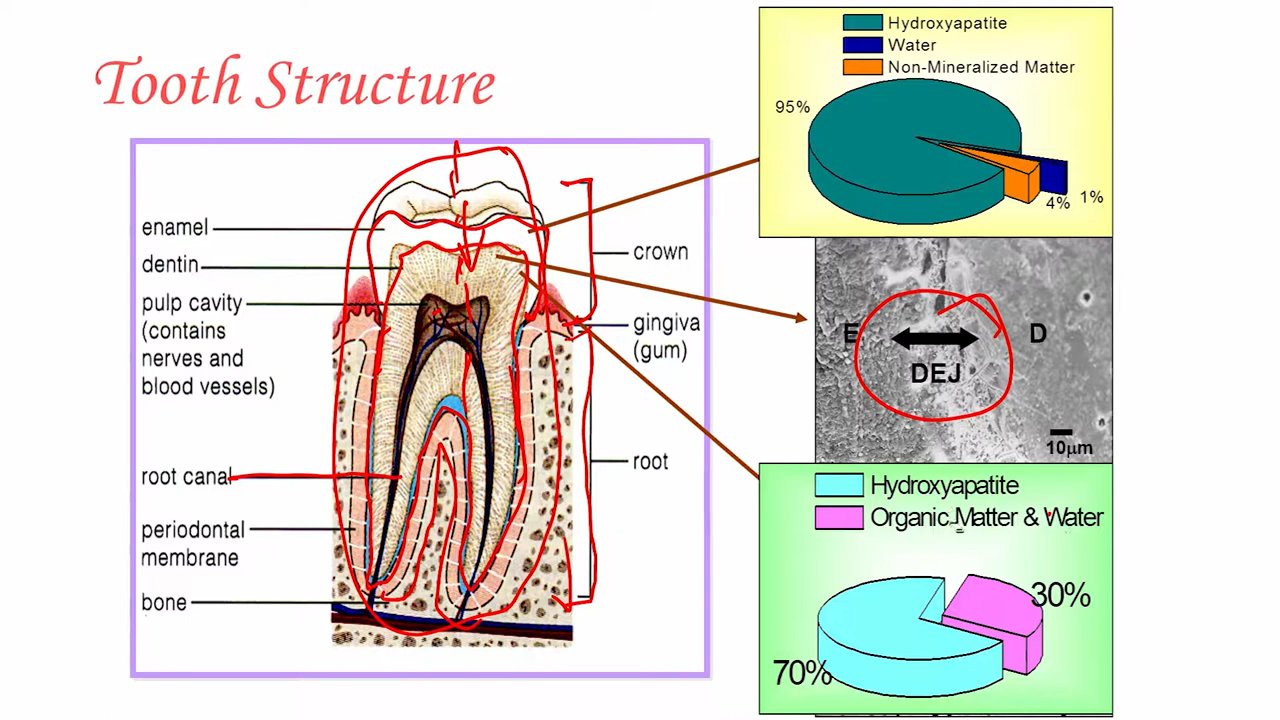 Tooth Structure
enamel
dentin
pulp cavity
(contains
nerves and
blood vessels)
root canal
periodontal
membrane
bone
crown
gingiva
(gum)
root
Hydroxyapatite
Water
Non-Mineralized Matter
95%
4%
1%
E
D
DEJ
10μm
Hydroxyapatite
Organic Matter & Water
30%
70%